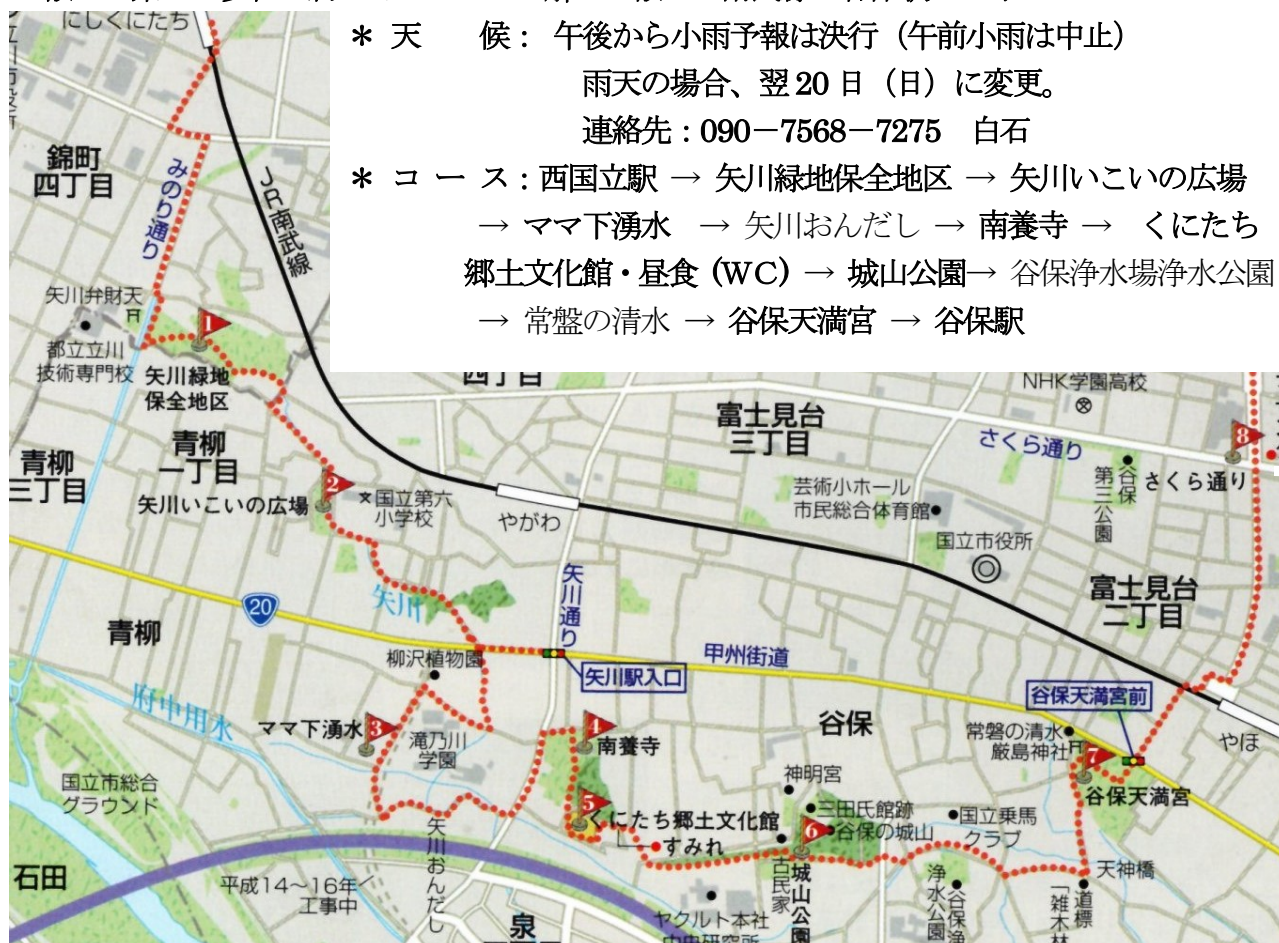 ＊ 天　候： 午後から小雨予報は決行（午前小雨は中止）
雨天の場合、翌20日（日）に変更。
連絡先：090－7568－7275　白石
＊ コ ー ス：西国立駅 → 矢川緑地保全地区 → 矢川いこいの広場
→ ママ下湧水 → 矢川おんだし → 南養寺 → くにたち
郷土文化館・昼食（WC）→ 城山公園→ 谷保浄水場浄水公園
→ 常盤の清水 → 谷保天満宮 → 谷保駅
にしくにたち
錦町
四丁目
みのり通り
JR南武線
矢川弁財天
都立立川
技術専門校
1
矢川緑地
保全地区
四丁目
NHK学園高校
富士見台
三丁目
さくら通り
8
さくら通り
谷保
第三公園
青柳
三丁目
青柳
一丁目
2
矢川いこいの広場
国立第六
小学校
やがわ
芸術小ホール
市民総合体育館
国立市役所
富士見台
二丁目
矢川
矢川通り
20
青柳
柳沢植物園
甲州街道
矢川駅入口
谷保天満宮前
府中用水
ママ下湧水
3
滝乃川
学園
4
南養寺
谷保
常盤の清水
厳島神社
7
谷保天満宮
やほ
国立市総合
グラウンド
神明宮
三田氏館跡
谷保の城山
国立乗馬
クラブ
5
くにたち郷土文化館
すみれ
6
城山公園
古民家
矢川おんだし
石田
平成14〜16年
工事中
泉
ヤクルト本社
浄水公園
谷保浄
天神橋
道標
「雑木林